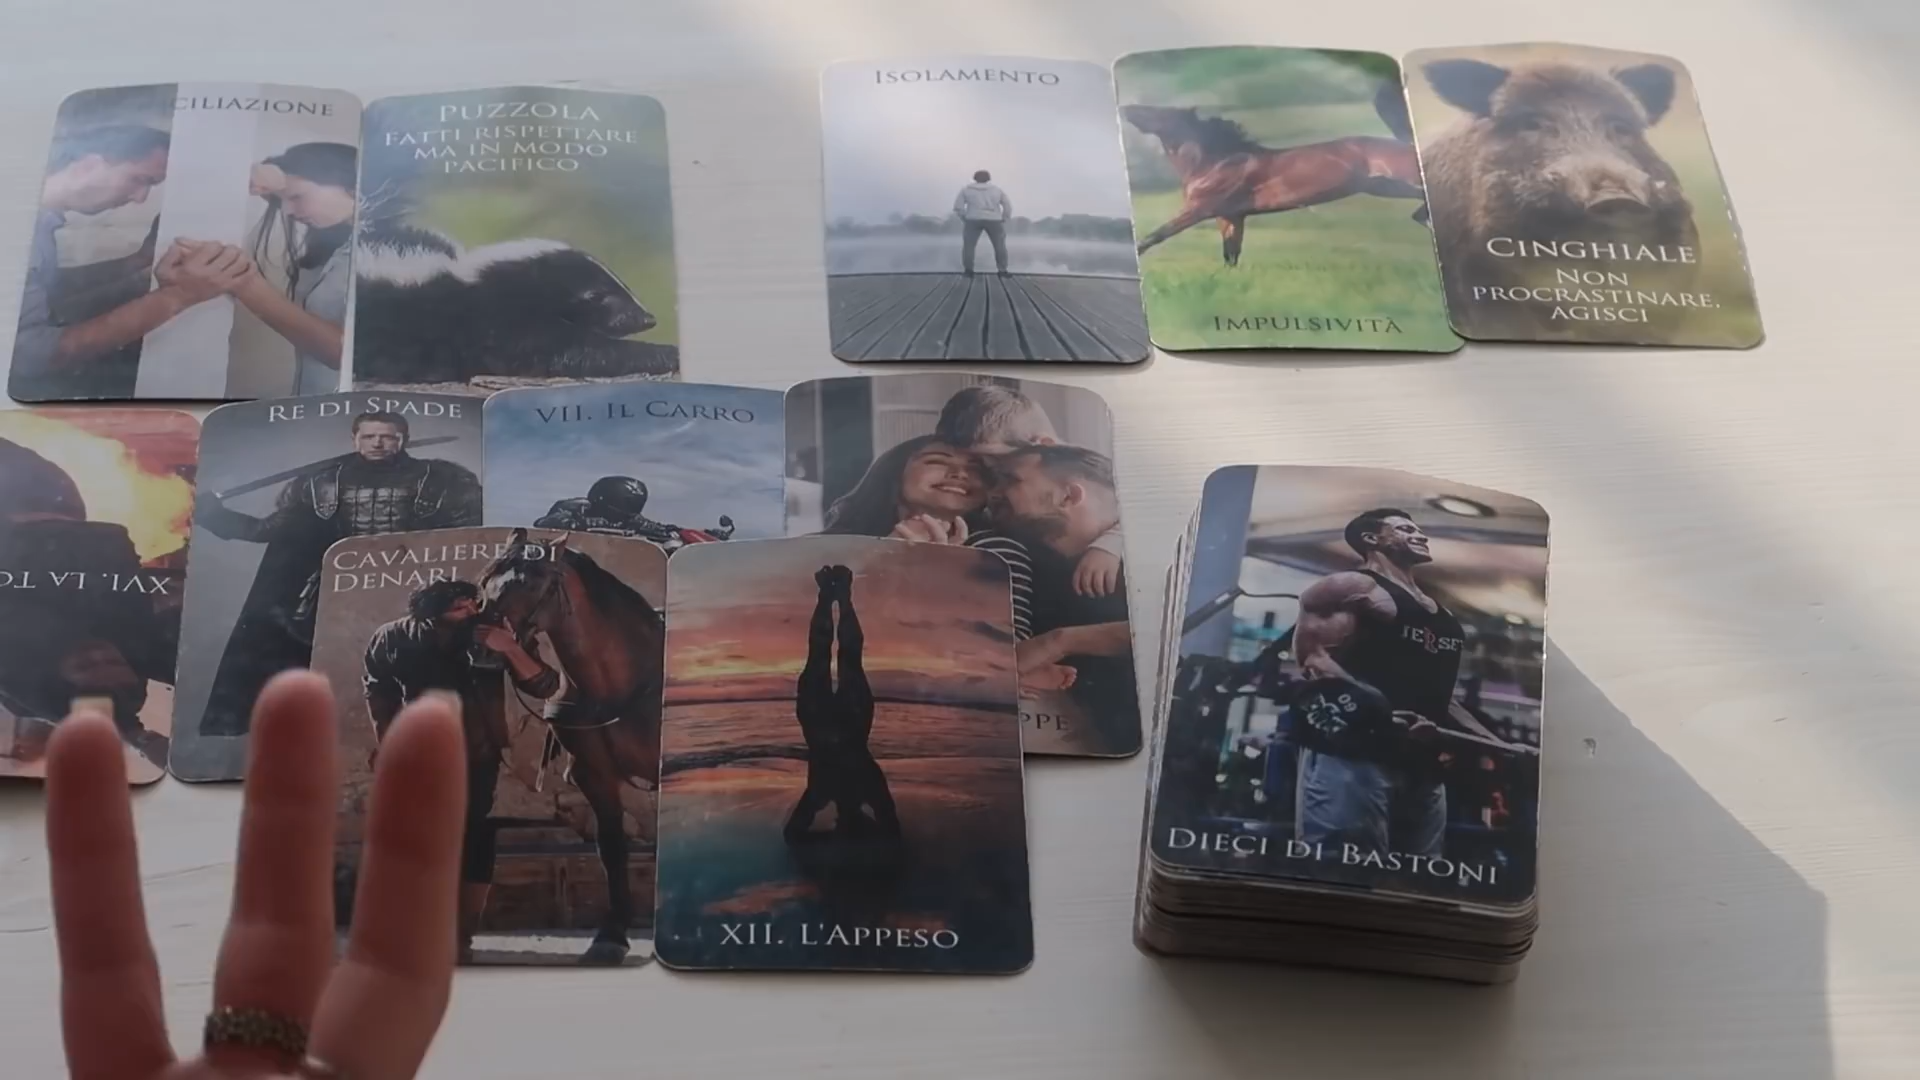 CILIAZIONE
PUZZOLA
FATTI RISPETTARE
MA IN MODO
PACIFICO
ISOLAMENTO
IMPULSIVITÀ
CINGHIALE
NON
PROCRASTINARE,
AGISCI
XVI. LA TO
RE DI SPADE
VII. IL CARRO
CAVALIERE DI
DENARI
PPE
XII. L'APPESO
09
DIECI DI BASTONI